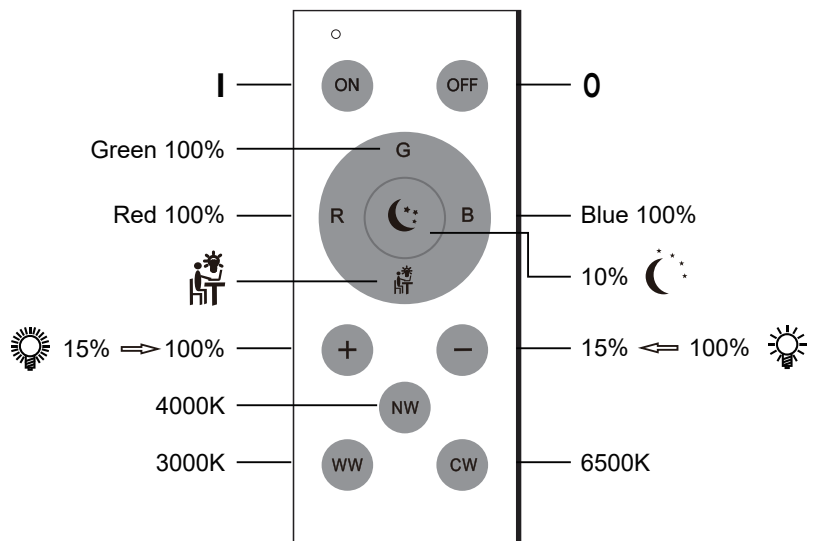 I ON OFF 0
Green 100% G
Red 100% R B Blue 100%
10%
15% 100% + − 15% 100%
4000K NW
3000K WW CW 6500K